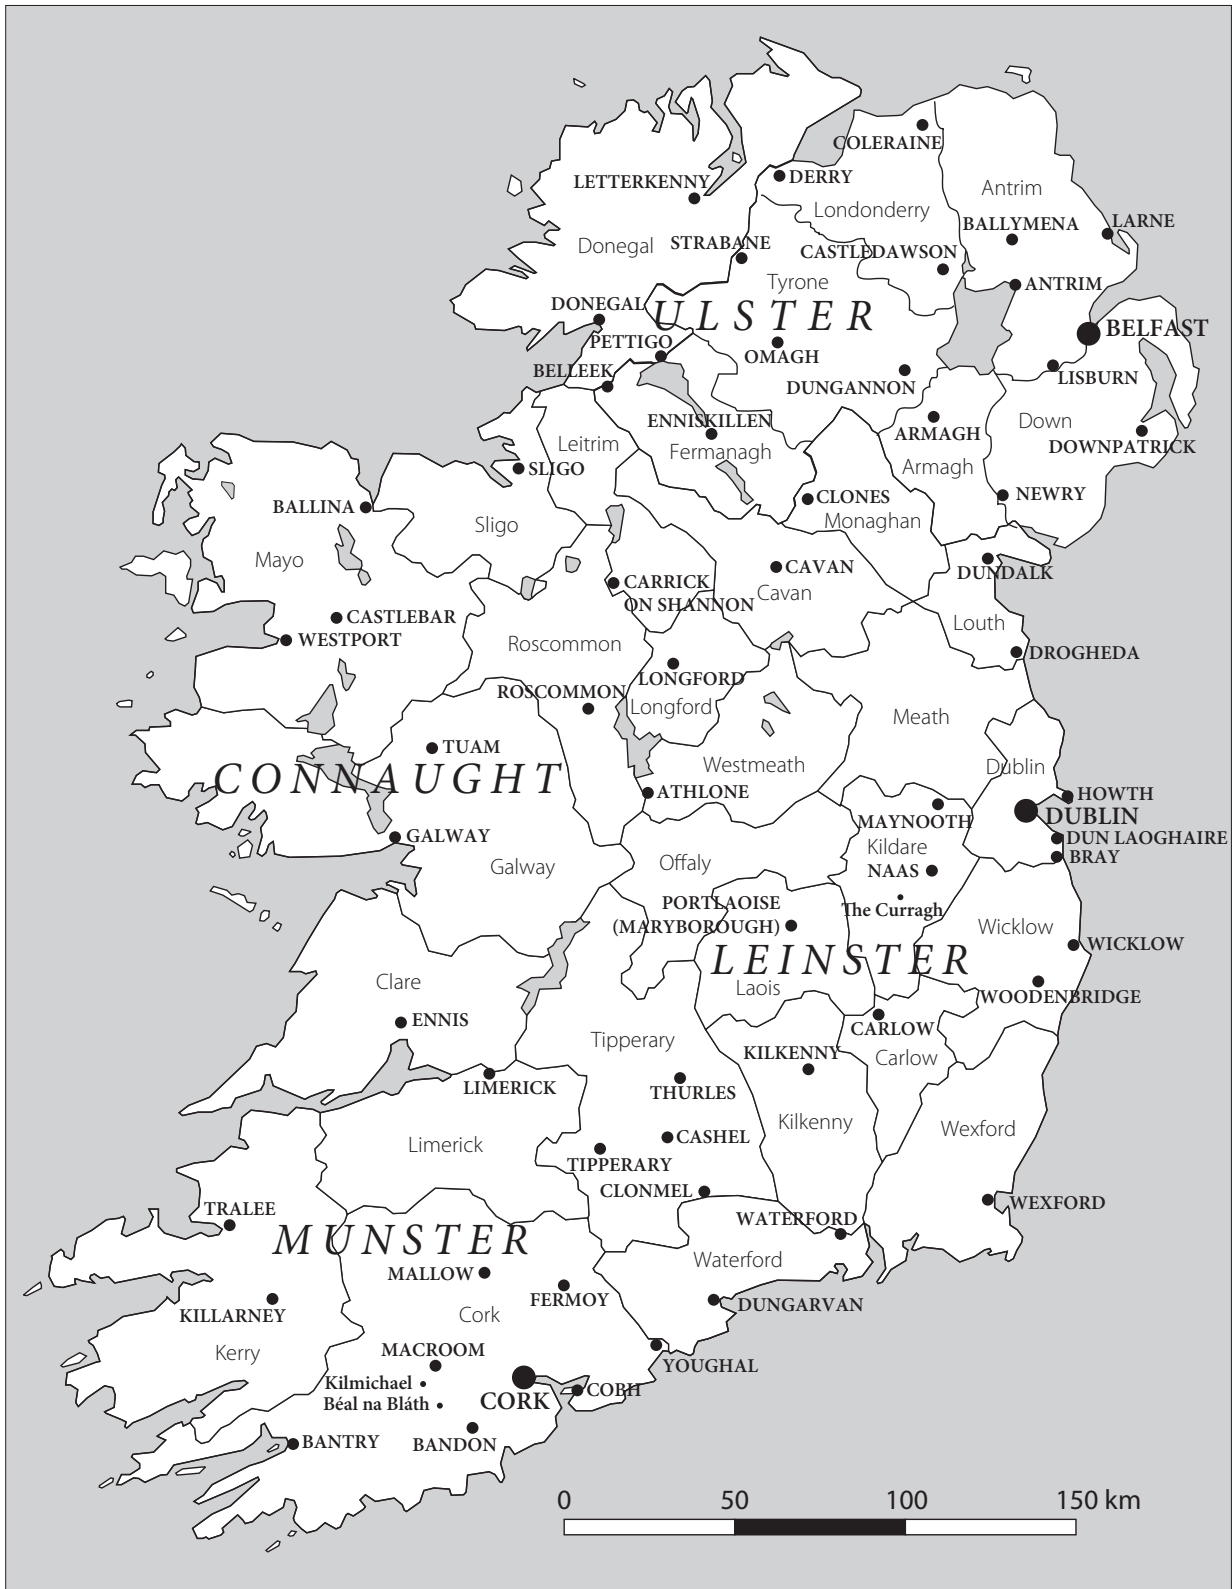 COLERAINE
LETTERKENNY
DERRY
Antrim
Londonderry
BALLYMENA
LARNE
Donegal
STRABANE
CASTLEDAWSON
Tyrone
ANTRIM
DONEGAL
ULSTER
BELFAST
PETTIGO
OMAGH
BELLEEK
DUNGANNON
LISBURN
ENNISKILLEN
Down
Leitrim
Fermanagh
ARMAGH
DOWNPATRICK
SLIGO
Armagh
BALLINA
CLONES
NEWRY
Sligo
Monaghan
Mayo
CAVAN
DUNDALK
CARRICK
ON SHANNON
Cavan
CASTLEBAR
Louth
WESTPORT
Roscommon
DROGHEDA
LONGFORD
ROSCOMMON
Longford
Meath
TUAM
CONNAUGHT
Westmeath
Dublin
ATHLONE
HOWTH
DUBLIN
MAYNOOTH
GALWAY
DUN LAOGHAIRE
Kildare
BRAY
Galway
Offaly
NAAS
PORTLAOISE
(MARYBOROUGH)
The Curragh
Wicklow
WICKLOW
LEINSTER
Clare
Laois
WOODENBRIDGE
ENNIS
CARLOW
Tipperary
KILKENNY
Carlow
LIMERICK
THURLES
Kilkenny
Wexford
CASHEL
Limerick
TIPPERARY
CLONMEL
WEXFORD
TRALEE
WATERFORD
MUNSTER
Waterford
MALLOW
FERMOY
DUNGARVAN
KILLARNEY
Cork
Kerry
MACROOM
YOUGHAL
Kilmichael
COBH
Béal na Bláth
CORK
BANTRY
BANDON
0 50 100 150 km